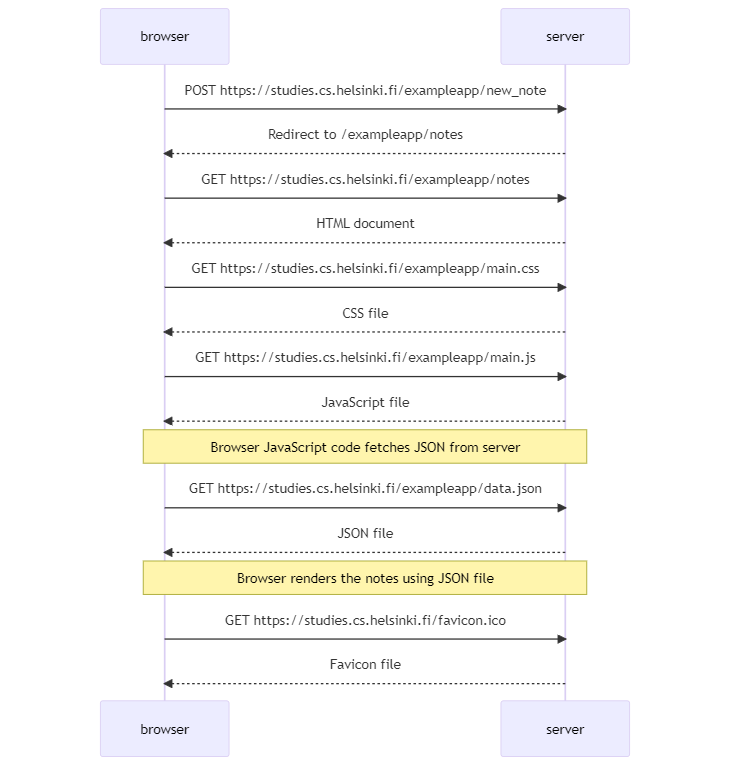 browser
server
POST https://studies.cs.helsinki.fi/exampleapp/new_note
Redirect to /exampleapp/notes
GET https://studies.cs.helsinki.fi/exampleapp/notes
HTML document
GET https://studies.cs.helsinki.fi/exampleapp/main.css
CSS file
GET https://studies.cs.helsinki.fi/exampleapp/main.js
JavaScript file
Browser JavaScript code fetches JSON from server
GET https://studies.cs.helsinki.fi/exampleapp/data.json
JSON file
Browser renders the notes using JSON file
GET https://studies.cs.helsinki.fi/favicon.ico
Favicon file
browser
server